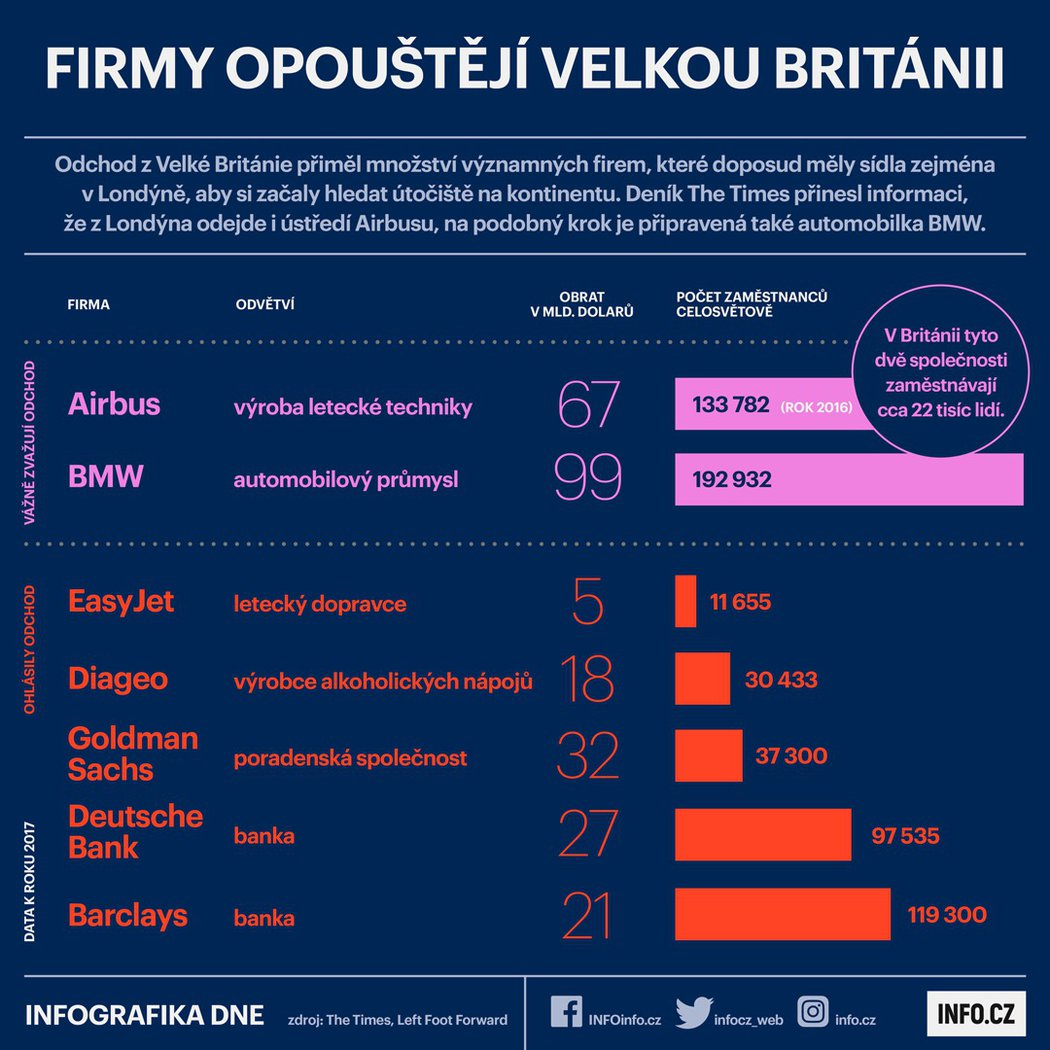 FIRMY OPOUŠTĚJÍ VELKOU BRITÁNII
Odchod z Velké Británie přiměl množství významných firem, které doposud měly sídla zejména
v Londýně, aby si začaly hledat útočiště na kontinentu. Deník The Times přinesl informaci,
že z Londýna odejde i ústředí Airbusu, na podobný krok je připravená také automobilka BMW.
FIRMA
ODVĚTVÍ
OBRAT
V MLD. DOLARŮ
POČET ZAMĚSTNANCŮ
CELOSVĚTOVĚ
V Británii tyto
dvě společnosti
zaměstnávají
cca 22 tisíc lidí.
VÁŽNĚ ZVAŽUJÍ ODCHOD
Airbus výroba letecké techniky 67 133 782 (ROK 2016)
BMW automobilový průmysl 99 192 932
OHLÁSILY ODCHOD
EasyJet letecký dopravce 5 11 655
Diageo výrobce alkoholických nápojů 18 30 433
Goldman
Sachs
poradenská společnost 32 37 300
Deutsche
Bank
banka 27 97 535
Barclays banka 21 119 300
DATA K ROKU 2017
INFOGRAFIKA DNE
zdroj: The Times, Left Foot Forward
INFOinfo.cz
infocz_web
info.cz
INFO.CZ